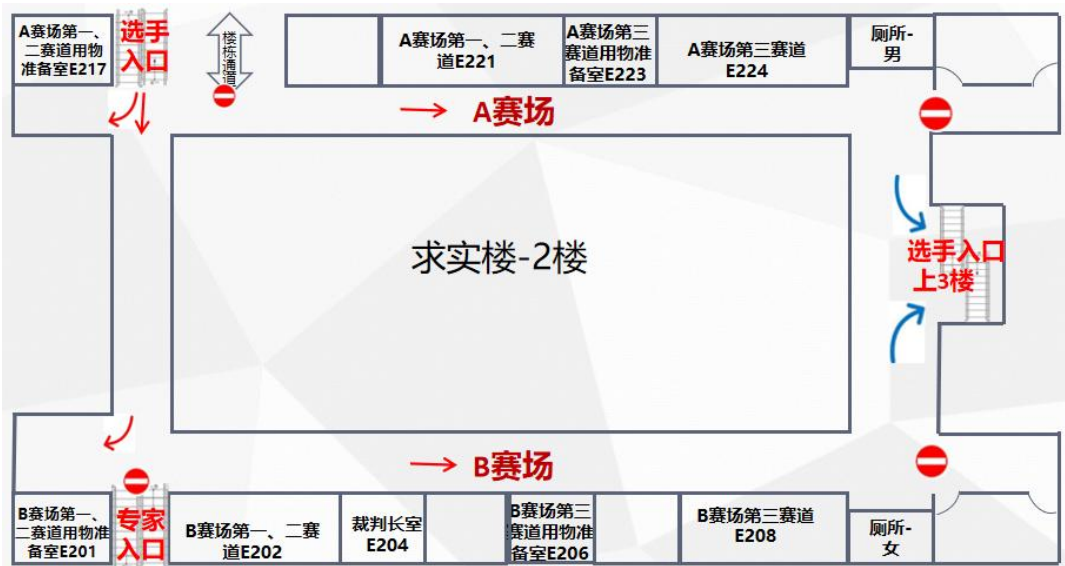 A赛场第一、
二赛道用物
准备室E217
选手
入口
楼栋通道
A赛场第一、二赛
道E221
A赛场第三
赛道用物准
备室E223
A赛场第三赛道
E224
厕所-
男
A赛场
求实楼-2楼
选手入口
上3楼
B赛场
B赛场第一、
二赛道用物准
备室E201
专家
入口
B赛场第一、二赛
道E202
裁判长室
E204
B赛场第三
赛道用物准
备室E206
B赛场第三赛道
E208
厕所-
女